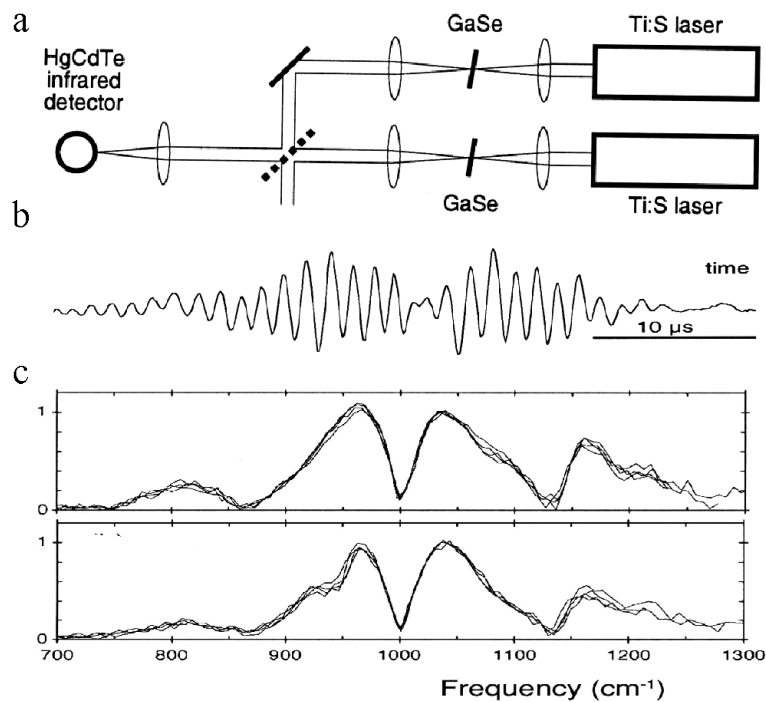 a
HgCdTe
infrared
detector
GaSe
Ti:S laser
GaSe
Ti:S laser
b
time
10 µs
c
1
0
1
0
700 800 900 1000 1100 1200 1300
Frequency (cm-1)